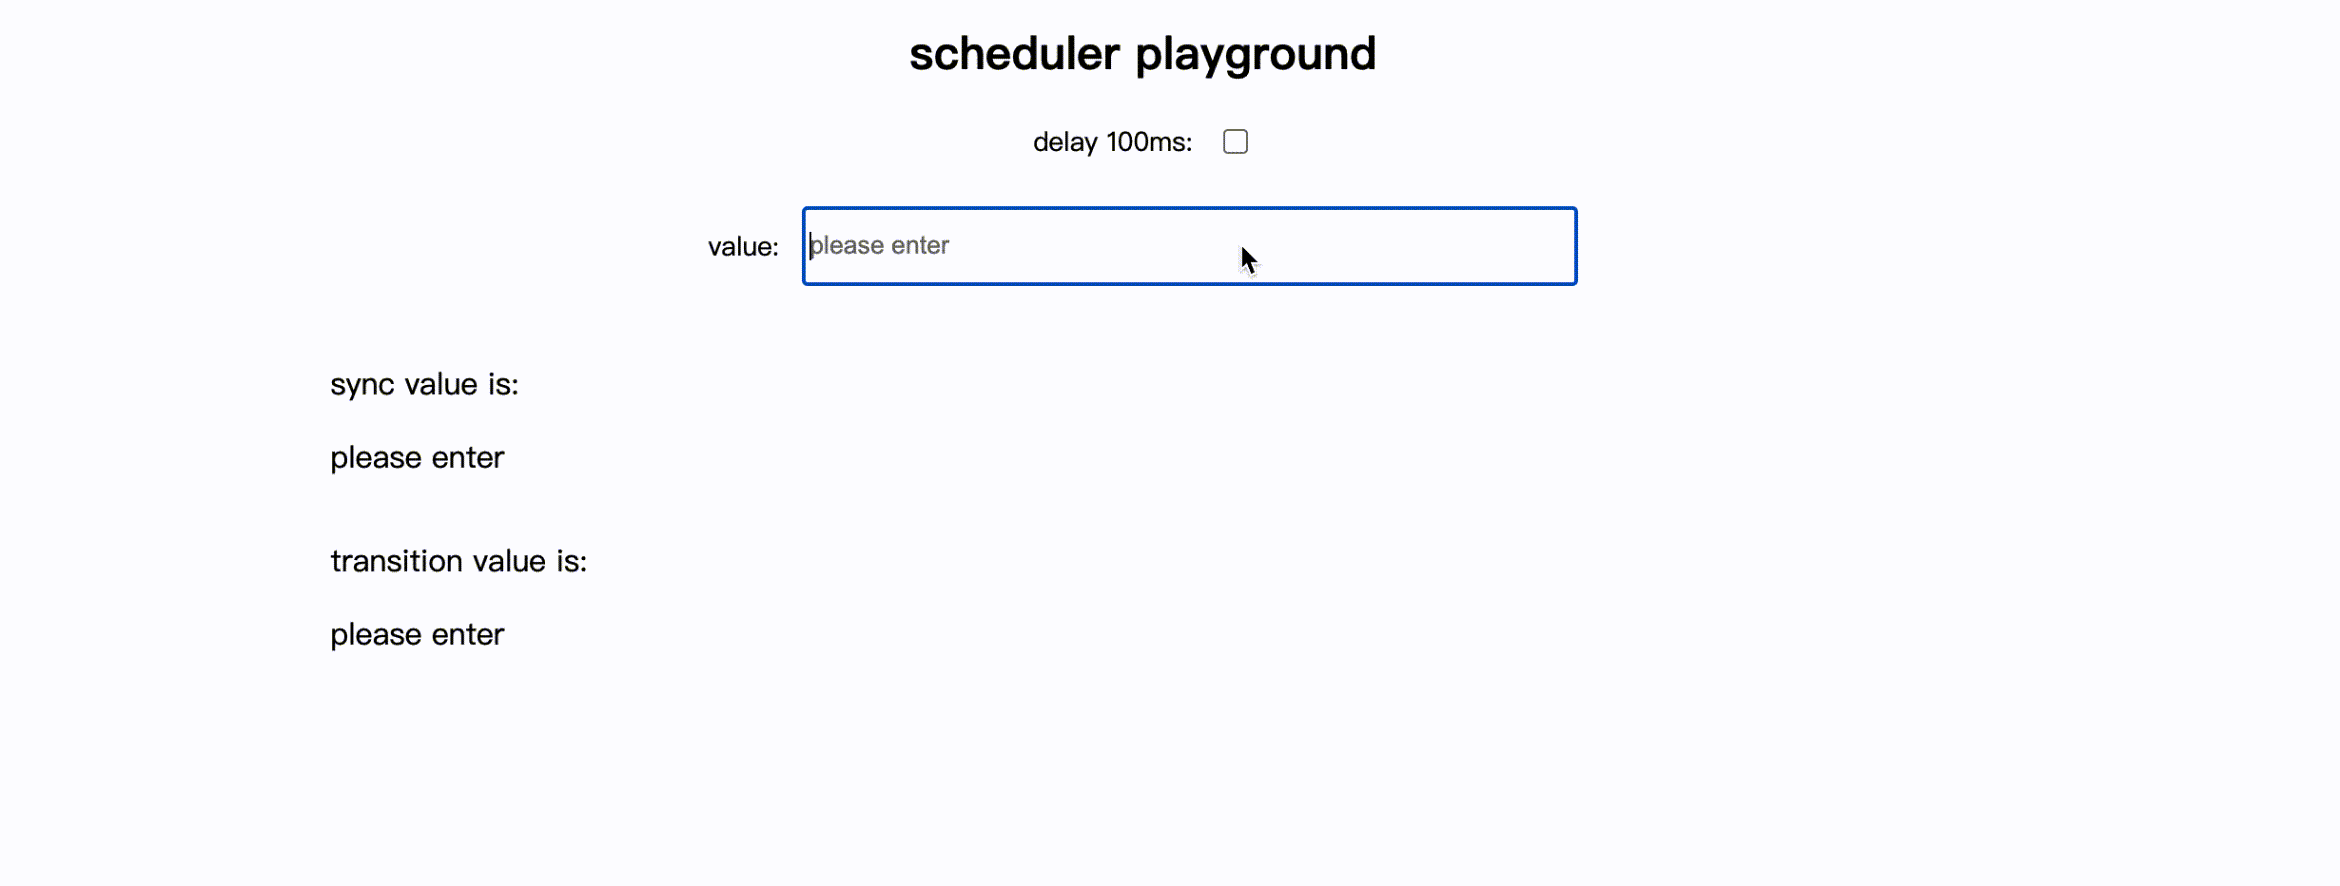 scheduler playground
delay 100ms:
value: please enter
sync value is:
please enter
transition value is:
please enter